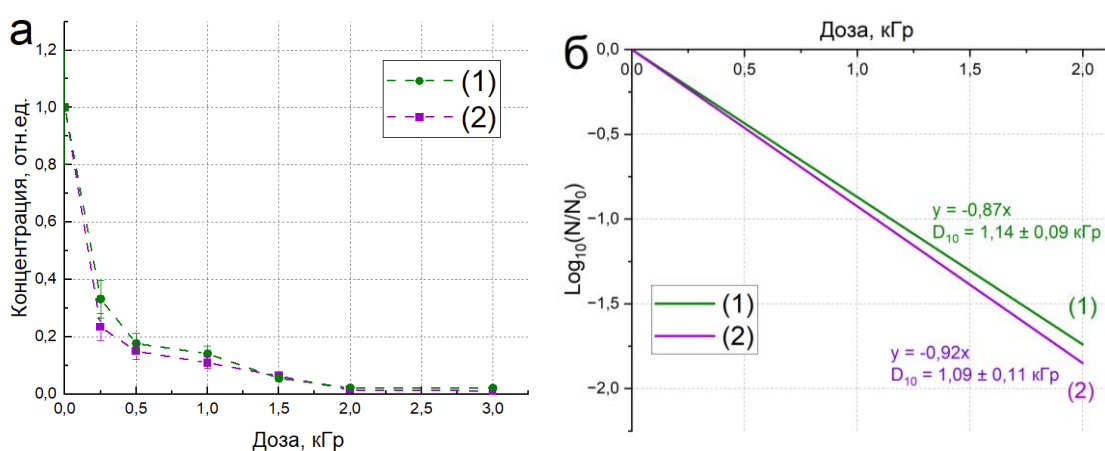 а
Концентрация, отн.ед.
1,2
1,0
0,8
0,6
0,4
0,2
0,0
(1)
(2)
0,0 0,5 1,0 1,5 2,0 2,5 3,0
Доза, кГр
б
Доза, кГр
0,0 0,5 1,0 1,5 2,0
Log10(N/N0)
0,0
−0,5
−1,0
−1,5
−2,0
y = -0,87x
D10 = 1,14 ± 0,09 кГр
(1)
(1)
(2)
y = -0,92x
D10 = 1,09 ± 0,11 кГр
(2)